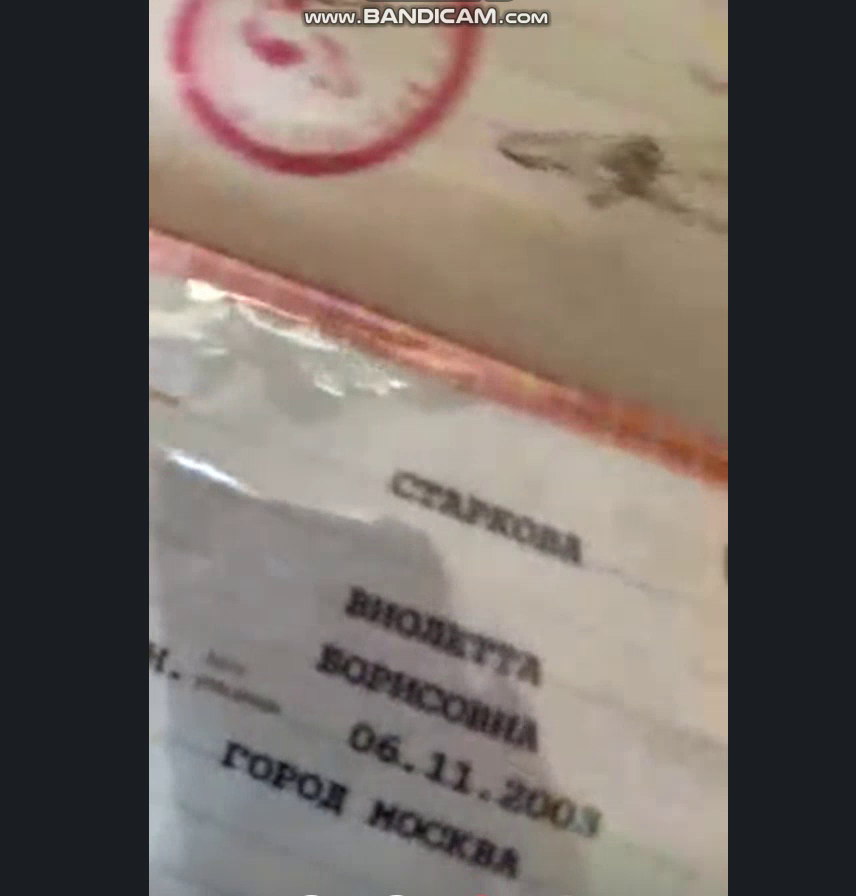 www.BANDICAM.com
СТАРКОВА
ВИОЛЕТТА
БОРИСОВНА
Н.
06.11.2003
ГОРОД МОСКВА